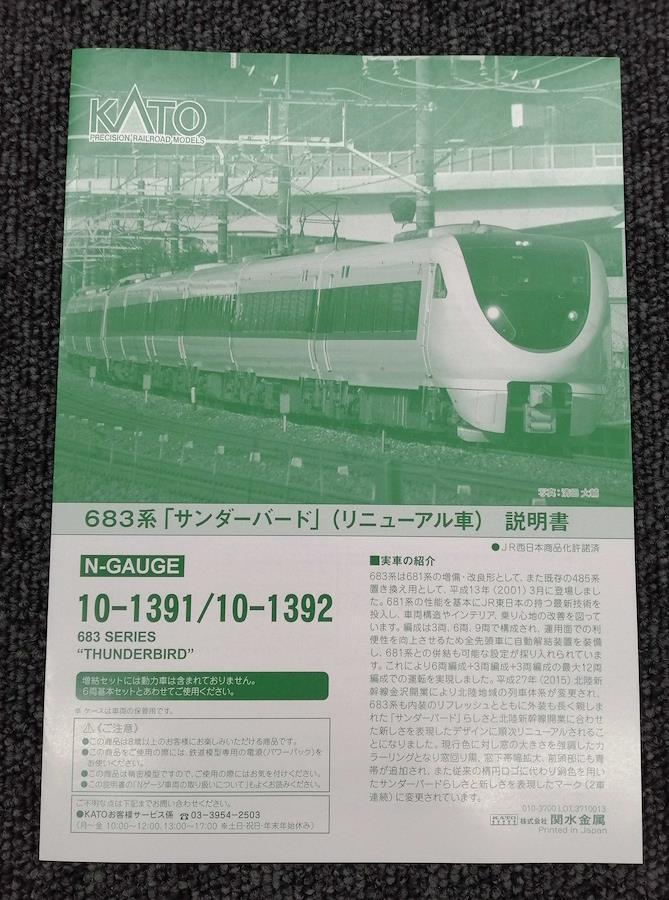 KATO
PRECISION RAILROAD MODELS
写真:濱田 大輔
683系「サンダーバード」(リニューアル車) 説明書
●JR西日本商品化許諾済
N-GAUGE
10-1391/10-1392
683 SERIES
"THUNDERBIRD"
増結セットには動力車は含まれておりません。
6両基本セットとあわせてご使用ください。
※ ケースは車両の保管用です。
⚠《ご注意》
●この商品は8歳以上のお客様にお楽しみいただける商品です。
●この商品をご使用の際には、鉄道模型専用の電源(パワーパック)を
お使いください。
●この商品は精密模型ですので、ご使用の際にはお気を付けください。
●この説明書の「Nゲージ車両の取り扱いについて」もよくお読みください。
ご不明な点は下記までお問い合わせください。
●KATOお客様サービス係 ☎ 03-3954-2503
(月～金 10:00～12:00、13:00～17:00 ※土日・祝日・年末年始休み)
■実車の紹介
683系は681系の増備・改良形として、また既存の485系
置き換え用として、平成13年(2001)3月に登場しまし
た。681系の性能を基本にJR東日本の持つ最新技術を
投入し、車両構造やインテリア、乗り心地の改善を図って
います。編成は3両、6両、9両で構成され、運用面での利
便性を向上させるため全先頭車に自動解結装置を装備
し、681系との併結も可能な設定が採り入れられていま
す。これにより6両編成+3両編成+3両編成の最大12両
編成での運転を実現しました。平成27年(2015)北陸新
幹線金沢開業により北陸地域の列車体系が変更され、
683系も内装のリフレッシュとともに外装も長く親しま
れた「サンダーバード」らしさと北陸新幹線開業に合わせ
た新しさを表現したデザインに順次リニューアルされるこ
とになりました。現行色に対し窓の大きさを強調したカ
ラーリングとなり窓回り黒、窓下帯幅拡大、前頭部にも青
帯が追加され、また従来の楕円ロゴに代わり銅色を用い
たサンダーバードらしさと新しさを表現したマーク(2車
連続)に変更されています。
010-3700 LOT.3710013
KATO 株式会社 関水金属
Printed in Japan